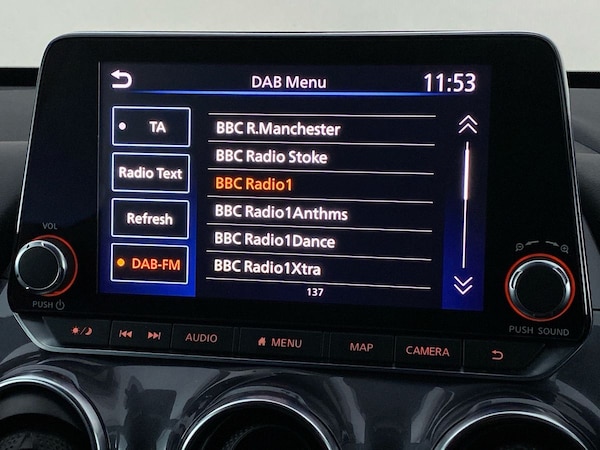 DAB Menu
11:53
TA
Radio Text
Refresh
DAB-FM
BBC R.Manchester
BBC Radio Stoke
BBC Radio1
BBC Radio1Anthms
BBC Radio1Dance
BBC Radio1Xtra
137
VOL
PUSH
PUSH SOUND
AUDIO
MENU
MAP
CAMERA